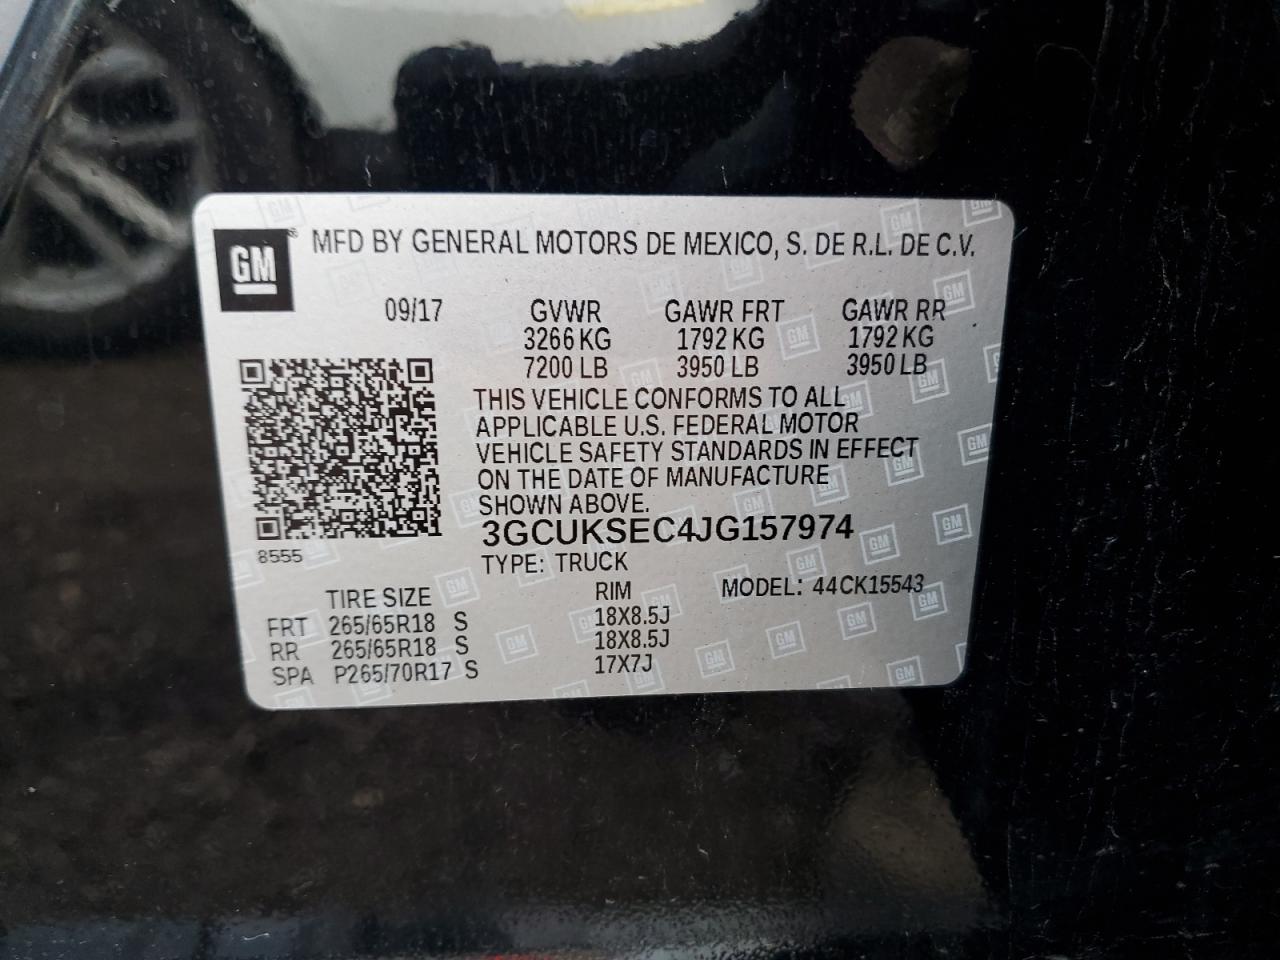 GM® MFD BY GENERAL MOTORS DE MEXICO, S. DE R.L. DE C.V.
09/17 GVWR GAWR FRT GAWR RR
3266 KG 1792 KG 1792 KG
7200 LB 3950 LB 3950 LB
THIS VEHICLE CONFORMS TO ALL
APPLICABLE U.S. FEDERAL MOTOR
VEHICLE SAFETY STANDARDS IN EFFECT
ON THE DATE OF MANUFACTURE
SHOWN ABOVE.
3GCUKSEC4JG157974
8555
TYPE: TRUCK
TIRE SIZE RIM MODEL: 44CK15543
FRT 265/65R18 S 18X8.5J
RR 265/65R18 S 18X8.5J
SPA P265/70R17 S 17X7J